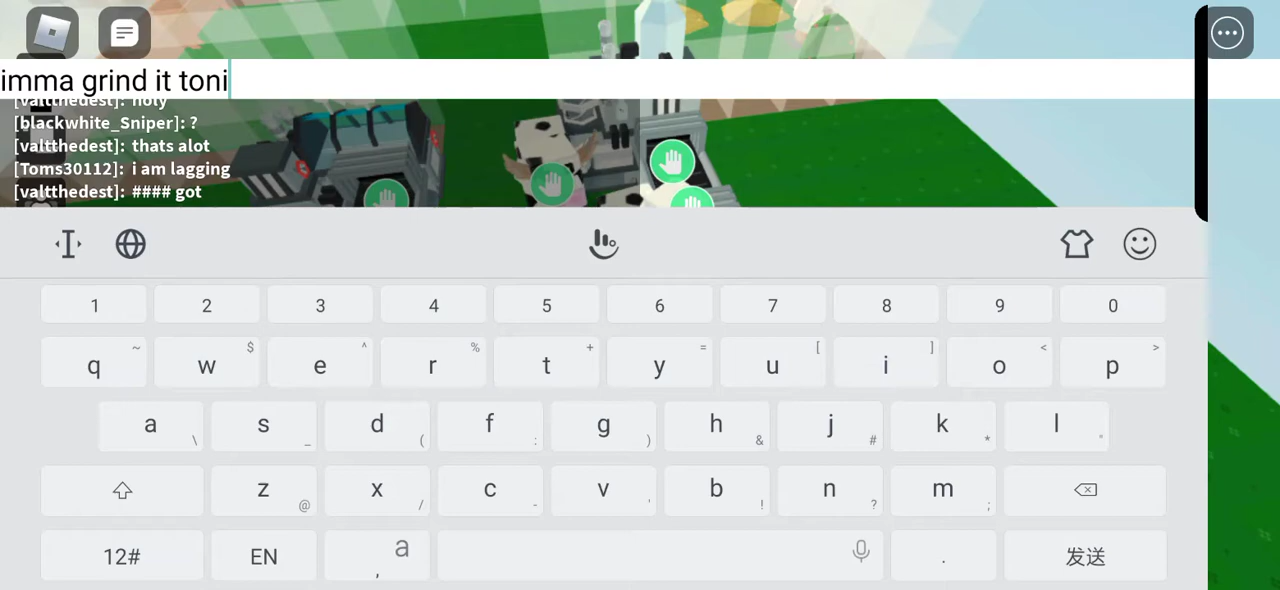 imma grind it toni
[valtthedest]: holy
[blackwhite_Sniper]: ?
[valtthedest]: thats alot
[Toms30112]: i am lagging
[valtthedest]: #### got
1 2 3 4 5 6 7 8 9 0
~ $ ^ % + = [ ] < >
q w e r t y u i o p
a s d f g h j k l
\ _ ( : ) & # * "
z x c v b n m
@ / - ' ! ? ;
12# EN , a . 发送